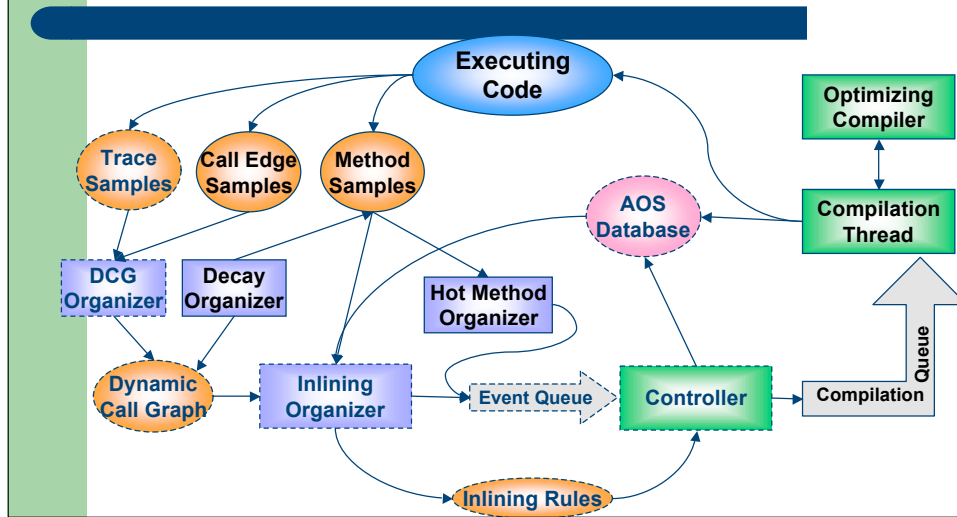 Executing
Code
Optimizing
Compiler
Trace
Samples
Call Edge
Samples
Method
Samples
AOS
Database
Compilation
Thread
DCG
Organizer
Decay
Organizer
Hot Method
Organizer
Queue
Dynamic
Call Graph
Inlining
Organizer
Event Queue
Controller
Compilation
Inlining Rules